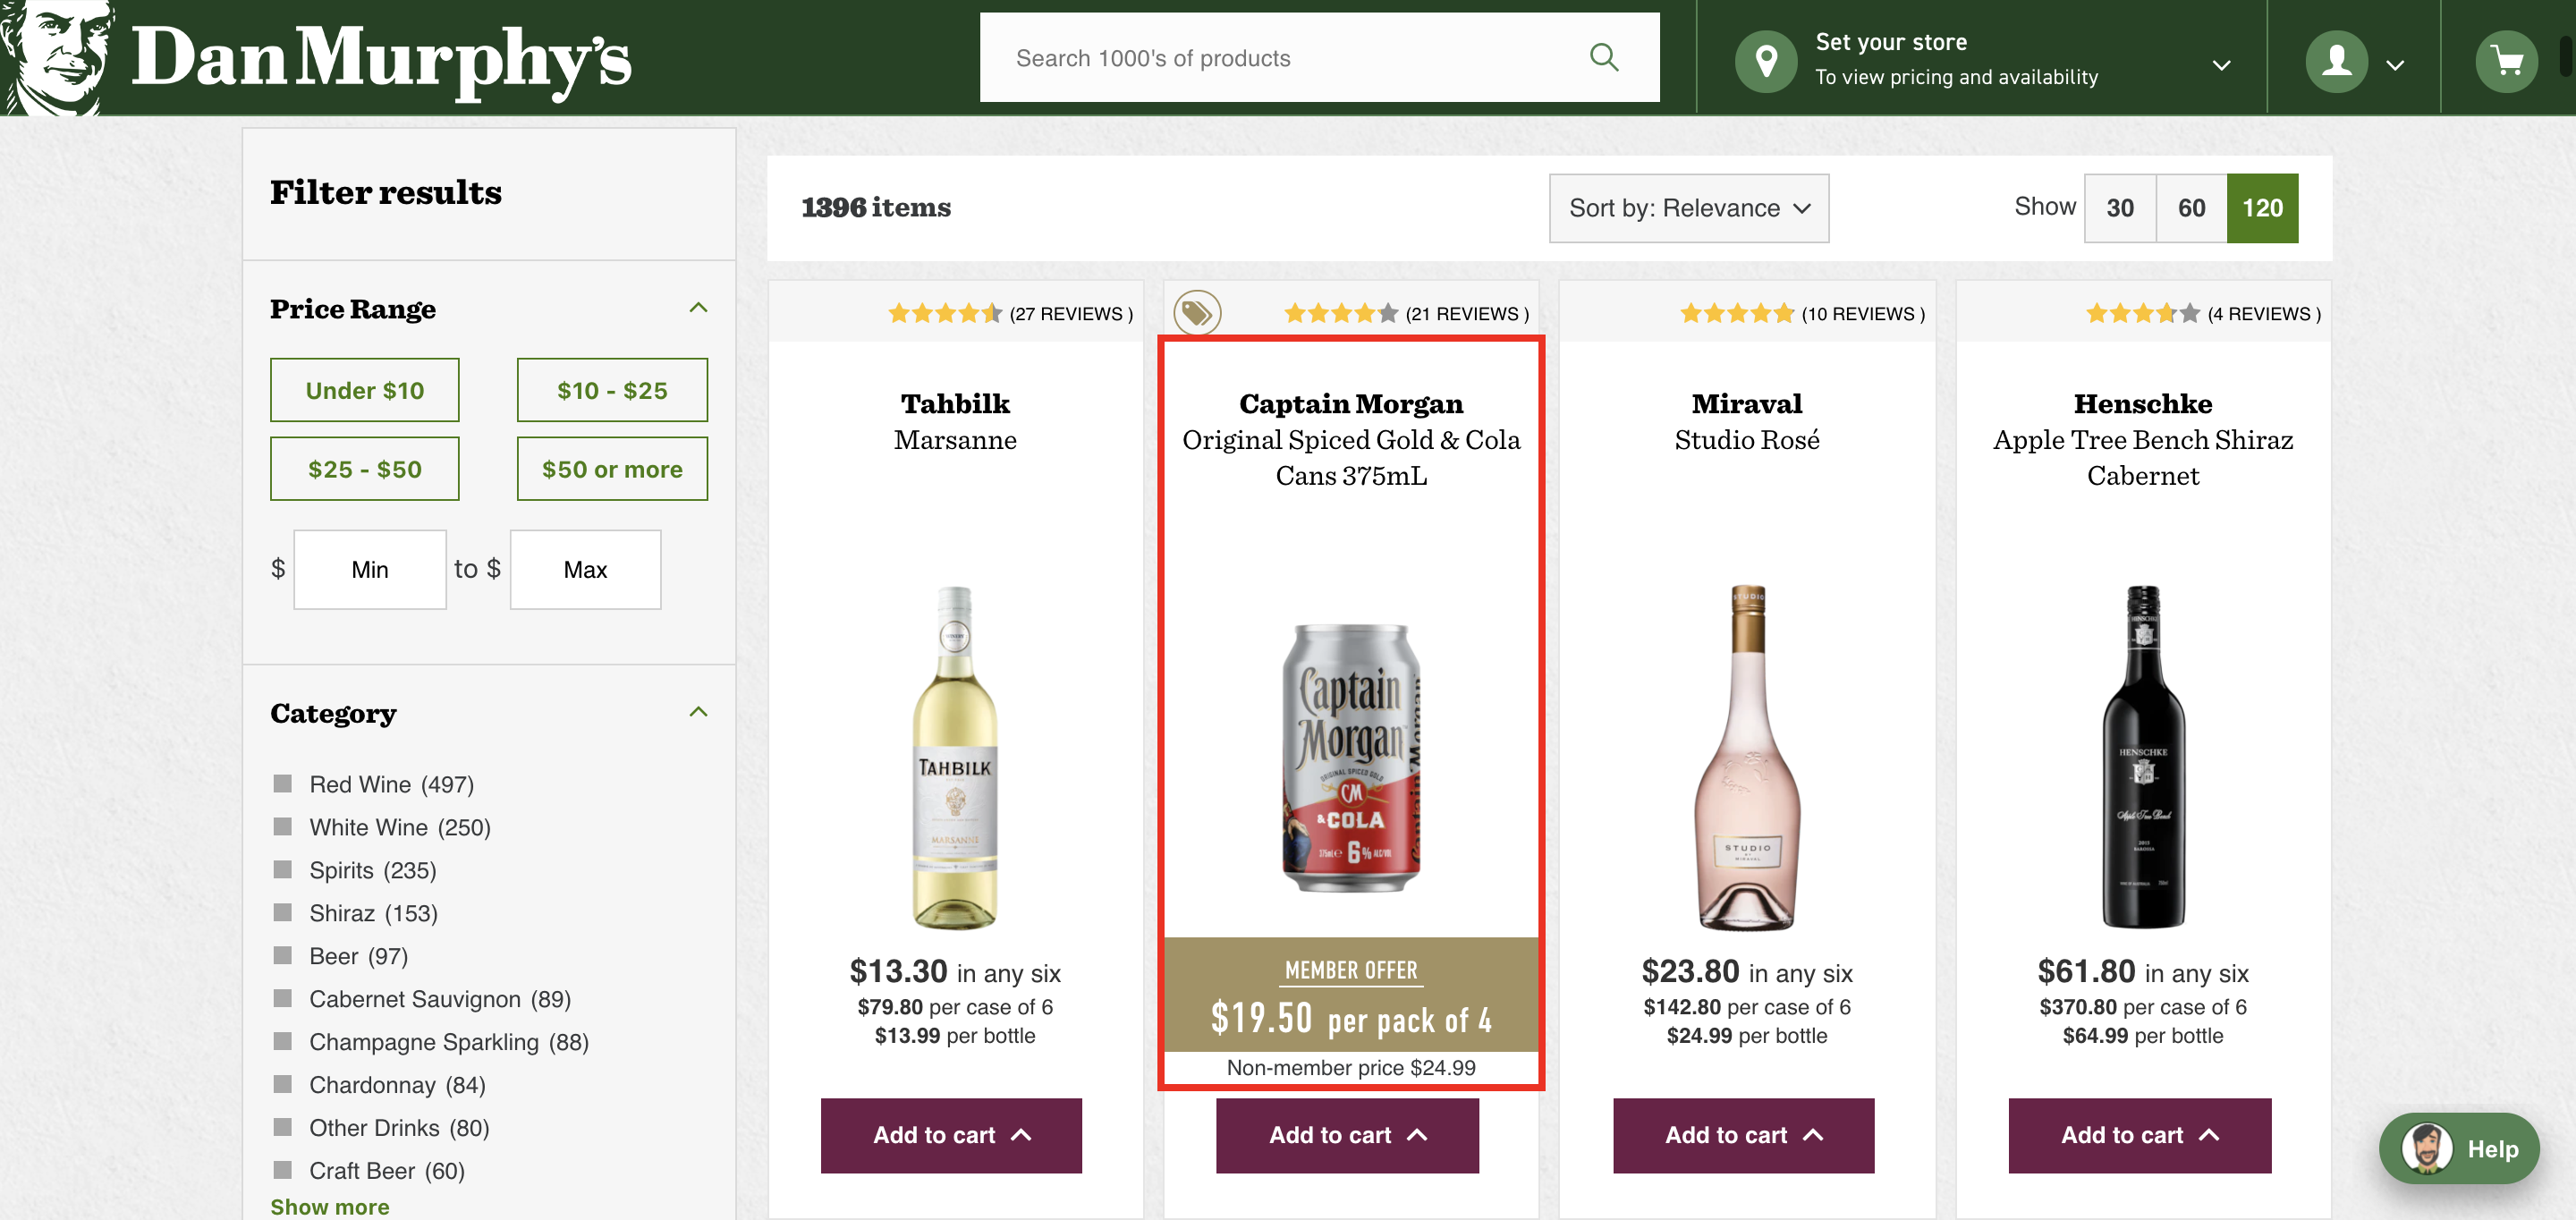 Dan Murphy's
Search 1000's of products
Set your store
To view pricing and availability
Filter results
Price Range
Under $10
$10 - $25
$25 - $50
$50 or more
$ Min to $ Max
Category
Red Wine (497)
White Wine (250)
Spirits (235)
Shiraz (153)
Beer (97)
Cabernet Sauvignon (89)
Champagne Sparkling (88)
Chardonnay (84)
Other Drinks (80)
Craft Beer (60)
Show more
1396 items
Sort by: Relevance
Show 30 60 120
(27 REVIEWS )
Tahbilk
Marsanne
TAHBILK
MARSANNE
$13.30 in any six
$79.80 per case of 6
$13.99 per bottle
Add to cart
(21 REVIEWS )
Captain Morgan
Original Spiced Gold & Cola
Cans 375mL
Captain
Morgan
ORIGINAL SPICED GOLD
CM
& COLA
375ml e 6% ALC/VOL
Captain Morgan
MEMBER OFFER
$19.50 per pack of 4
Non-member price $24.99
Add to cart
(10 REVIEWS )
Miraval
Studio Rosé
STUDIO
STUDIO
BY
MIRAVAL
$23.80 in any six
$142.80 per case of 6
$24.99 per bottle
Add to cart
(4 REVIEWS )
Henschke
Apple Tree Bench Shiraz
Cabernet
HENSCHKE
HENSCHKE
Apple Tree Bench
2015
BAROSSA
$61.80 in any six
$370.80 per case of 6
$64.99 per bottle
Add to cart
Help